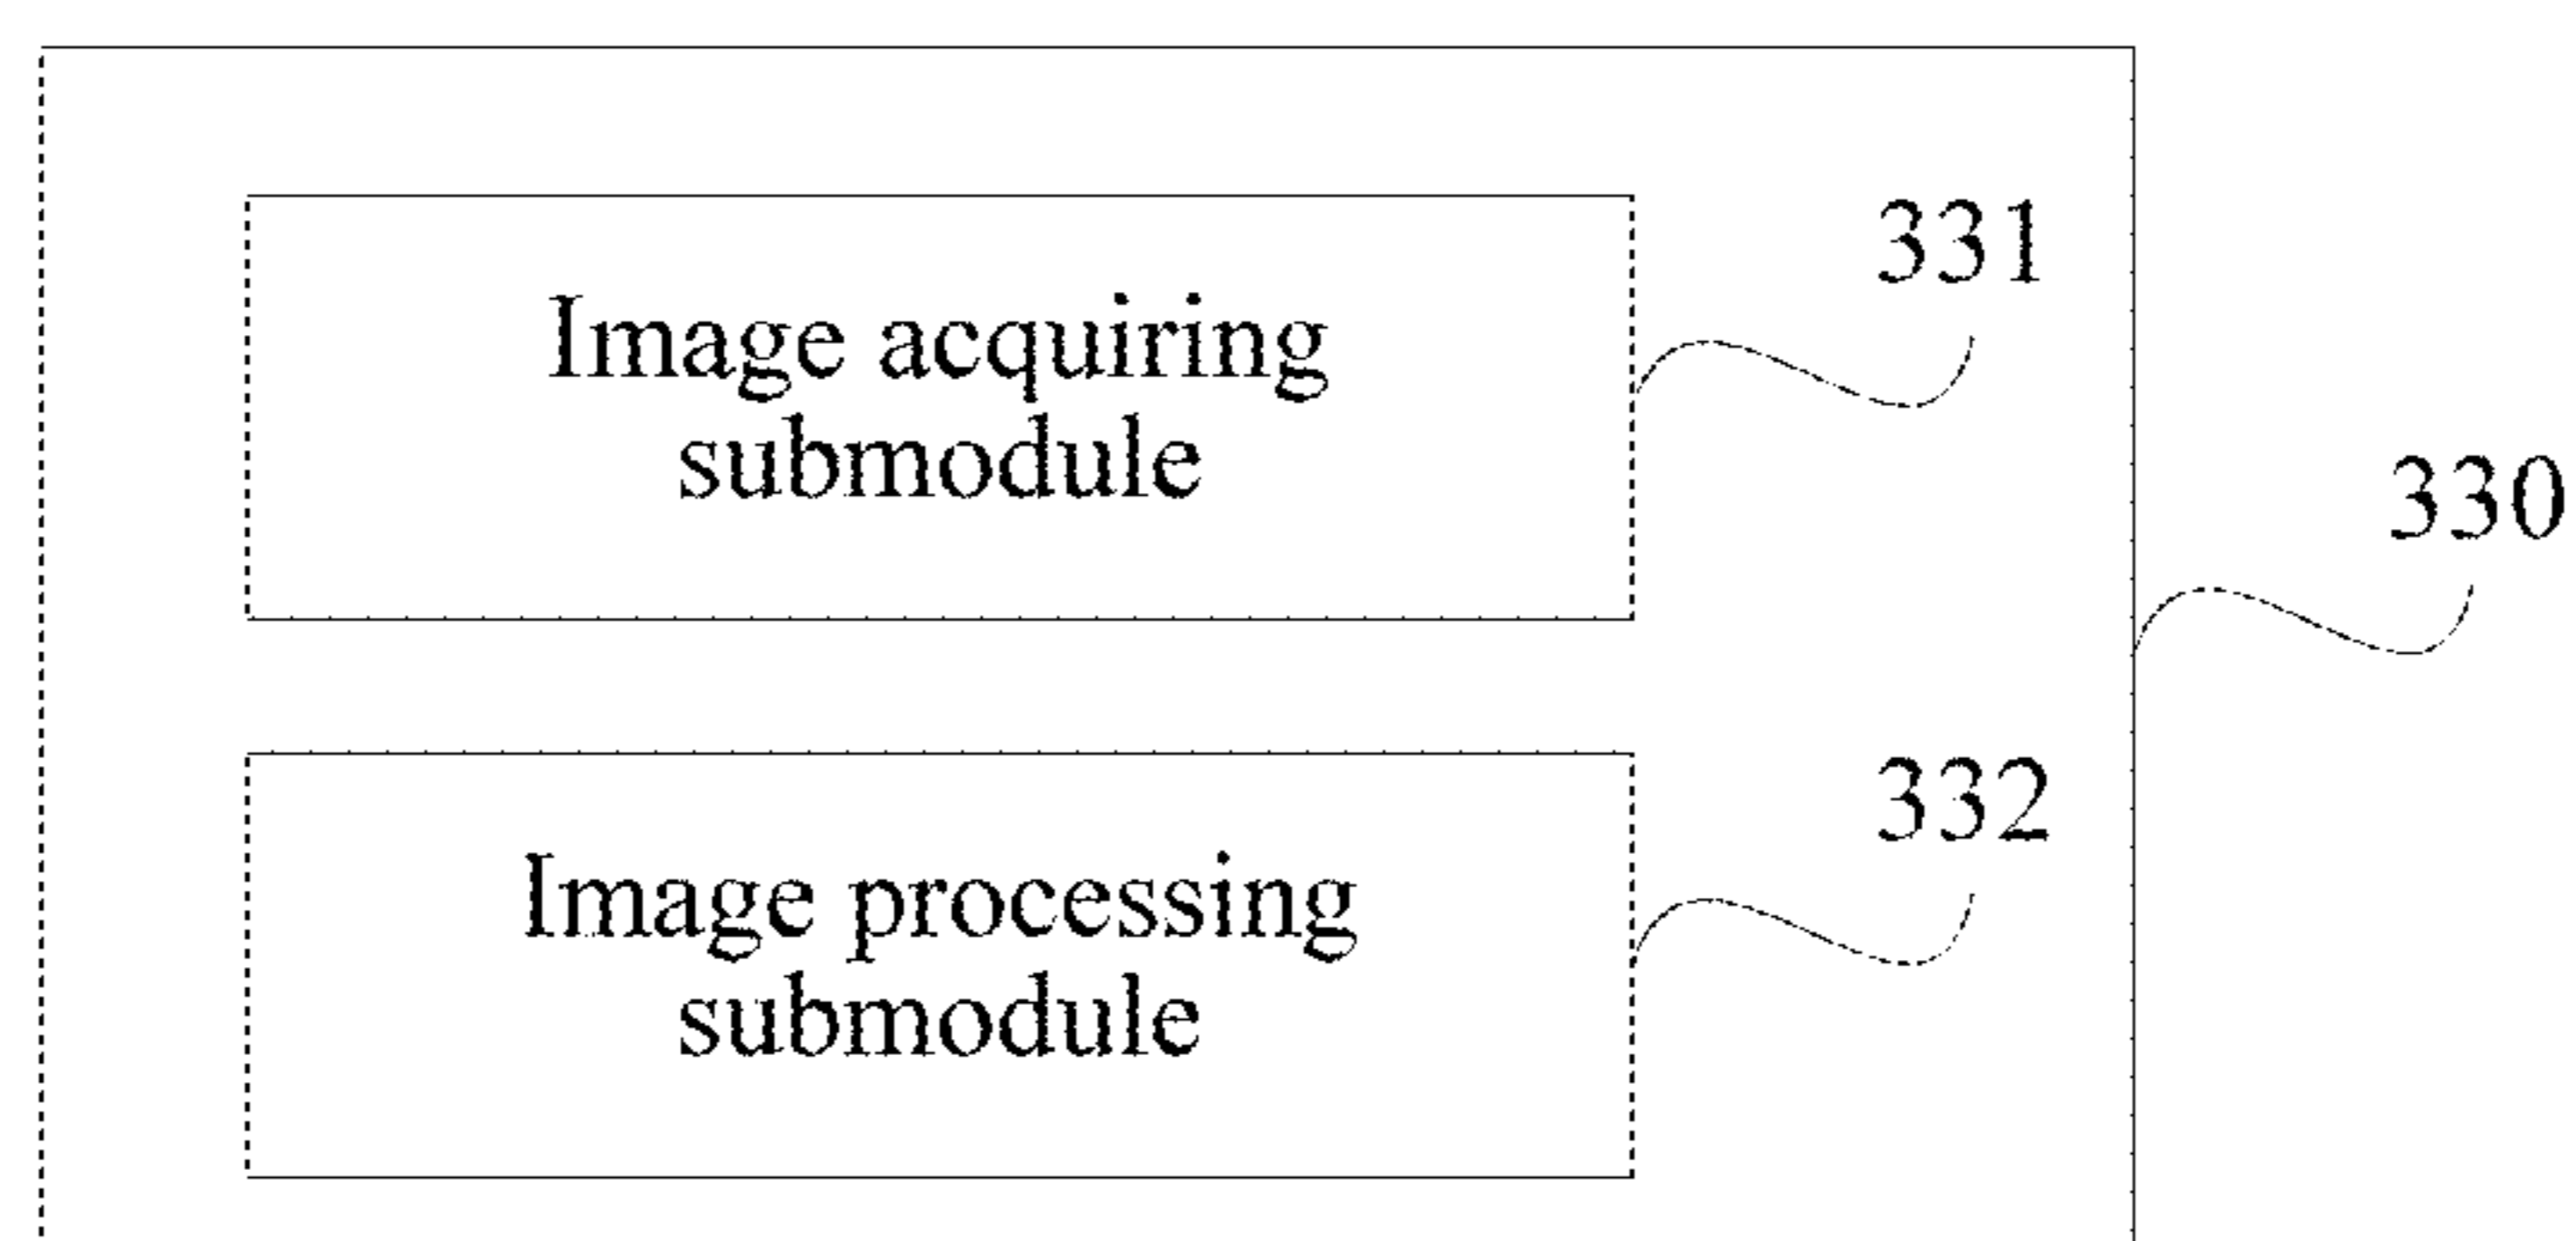 331
Image acquiring
submodule
330
332
Image processing
submodule